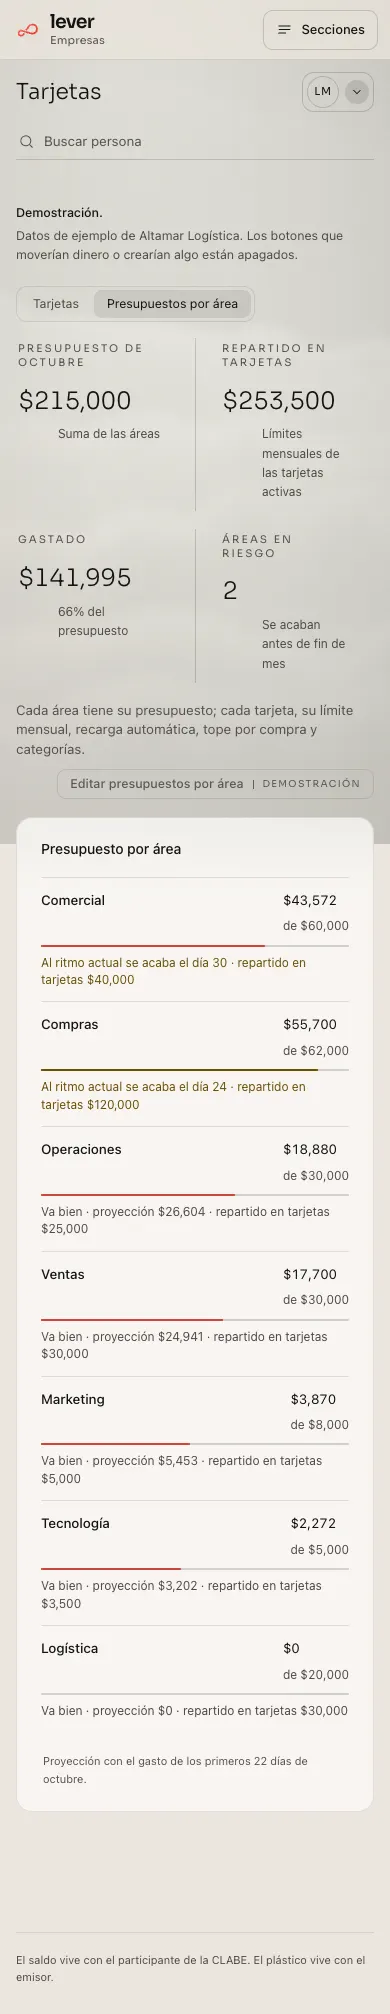 lever
Empresas
Secciones
Tarjetas
LM
Buscar persona
Demostración.
Datos de ejemplo de Altamar Logística. Los botones que
moverían dinero o crearían algo están apagados.
Tarjetas
Presupuestos por área
PRESUPUESTO DE
OCTUBRE
$215,000
Suma de las áreas
REPARTIDO EN
TARJETAS
$253,500
Límites
mensuales de
las tarjetas
activas
GASTADO
$141,995
66% del
presupuesto
ÁREAS EN
RIESGO
2
Se acaban
antes de fin de
mes
Cada área tiene su presupuesto; cada tarjeta, su límite
mensual, recarga automática, tope por compra y
categorías.
Editar presupuestos por área | DEMOSTRACIÓN
Presupuesto por área
Comercial
$43,572
de $60,000
Al ritmo actual se acaba el día 30 · repartido en
tarjetas $40,000
Compras
$55,700
de $62,000
Al ritmo actual se acaba el día 24 · repartido en
tarjetas $120,000
Operaciones
$18,880
de $30,000
Va bien · proyección $26,604 · repartido en tarjetas
$25,000
Ventas
$17,700
de $30,000
Va bien · proyección $24,941 · repartido en tarjetas
$30,000
Marketing
$3,870
de $8,000
Va bien · proyección $5,453 · repartido en tarjetas
$5,000
Tecnología
$2,272
de $5,000
Va bien · proyección $3,202 · repartido en tarjetas
$3,500
Logística
$0
de $20,000
Va bien · proyección $0 · repartido en tarjetas $30,000
Proyección con el gasto de los primeros 22 días de
octubre.
El saldo vive con el participante de la CLABE. El plástico vive con el
emisor.